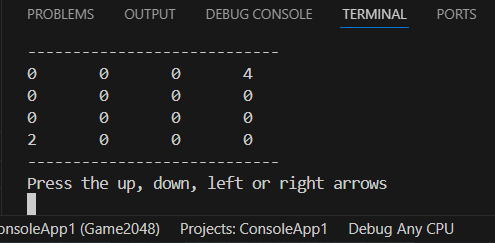 PROBLEMS OUTPUT DEBUG CONSOLE TERMINAL PORTS
----------------------------
0 0 0 4
0 0 0 0
0 0 0 0
2 0 0 0
----------------------------
Press the up, down, left or right arrows
onsoleApp1 (Game2048) Projects: ConsoleApp1 Debug Any CPU